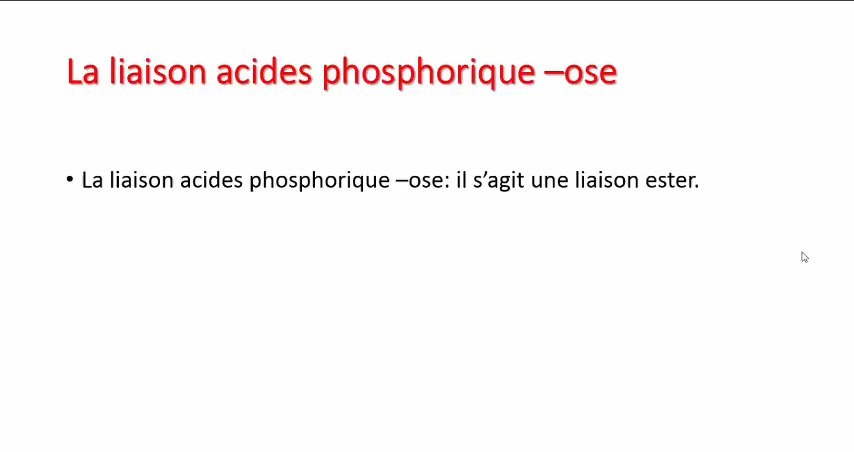 La liaison acides phosphorique –ose
• La liaison acides phosphorique –ose: il s’agit une liaison ester.